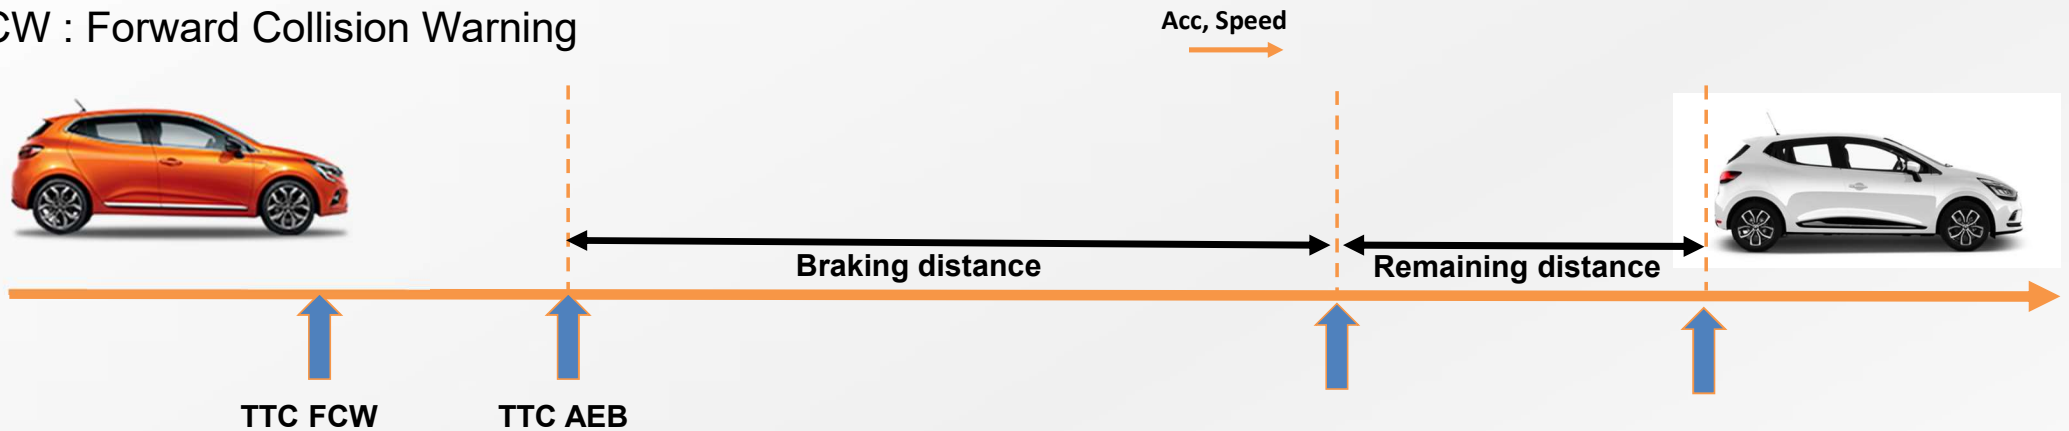 CW : Forward Collision Warning
Acc, Speed
Braking distance
Remaining distance
TTC FCW
TTC AEB